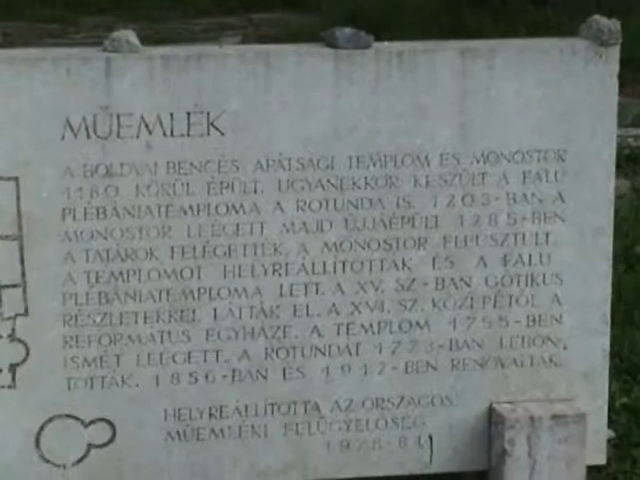 MŰEMLÉK
A BOLDVAI BENCÉS APÁTSÁGI TEMPLOM ÉS MONOSTOR
1180. KÖRÜL ÉPÜLT. UGYANEKKOR KÉSZÜLT A FALU
PLÉBÁNIATEMPLOMA A ROTUNDA IS. 1203-BAN A
MONOSTOR LEÉGETT, MAJD ÚJJÁÉPÜLT. 1285-BEN
A TATÁROK FELÉGETTÉK. A MONOSTOR ELPUSZTULT.
A TEMPLOMOT HELYREÁLLÍTOTTÁK ÉS A FALU
PLÉBÁNIATEMPLOMA LETT. A XV. SZ-BAN GÓTIKUS
RÉSZLETEKKEL LÁTTÁK EL. A XVI. SZ. KÖZEPÉTŐL A
REFORMÁTUS EGYHÁZÉ. A TEMPLOM 1755-BEN
ISMÉT LEÉGETT. A ROTUNDÁT 1773-BAN LEBON-
TOTTÁK. 1856-BAN ÉS 1917-BEN RENOVÁLTÁK.
HELYREÁLLÍTOTTA AZ ORSZÁGOS
MŰEMLÉKI FELÜGYELŐSÉG